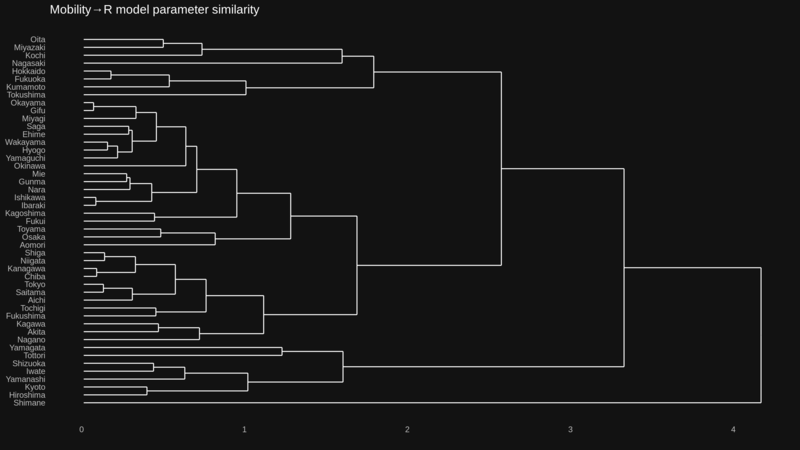 Mobility→R model parameter similarity
Oita
Miyazaki
Kochi
Nagasaki
Hokkaido
Fukuoka
Kumamoto
Tokushima
Okayama
Gifu
Miyagi
Saga
Ehime
Wakayama
Hyogo
Yamaguchi
Okinawa
Mie
Gunma
Nara
Ishikawa
Ibaraki
Kagoshima
Fukui
Toyama
Osaka
Aomori
Shiga
Niigata
Kanagawa
Chiba
Tokyo
Saitama
Aichi
Tochigi
Fukushima
Kagawa
Akita
Nagano
Yamagata
Tottori
Shizuoka
Iwate
Yamanashi
Kyoto
Hiroshima
Shimane
0 1 2 3 4